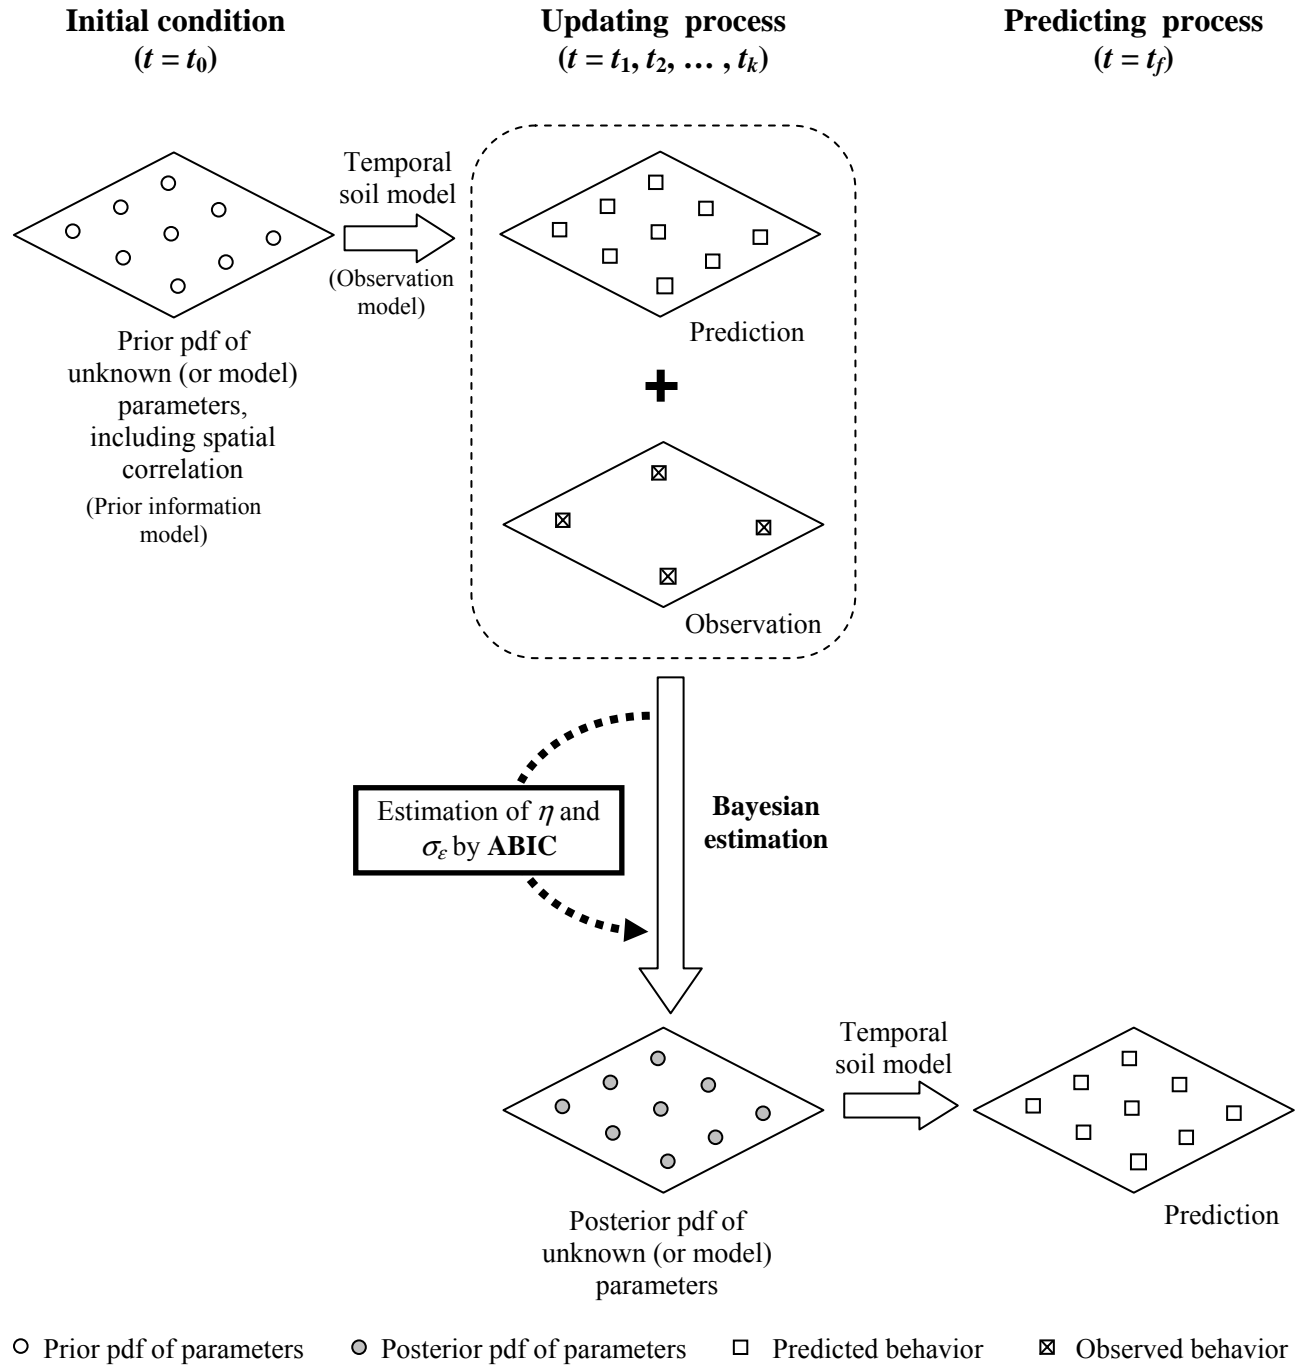 Initial condition
(t = t0)
Updating process
(t = t1, t2, … , tk)
Predicting process
(t = tf)
Temporal
soil model
(Observation
model)
Prior pdf of
unknown (or model)
parameters,
including spatial
correlation
(Prior information
model)
Prediction
+
Observation
Estimation of η and
σε by ABIC
Bayesian
estimation
Temporal
soil model
Posterior pdf of
unknown (or model)
parameters
Prediction
Prior pdf of parameters
Posterior pdf of parameters
Predicted behavior
Observed behavior